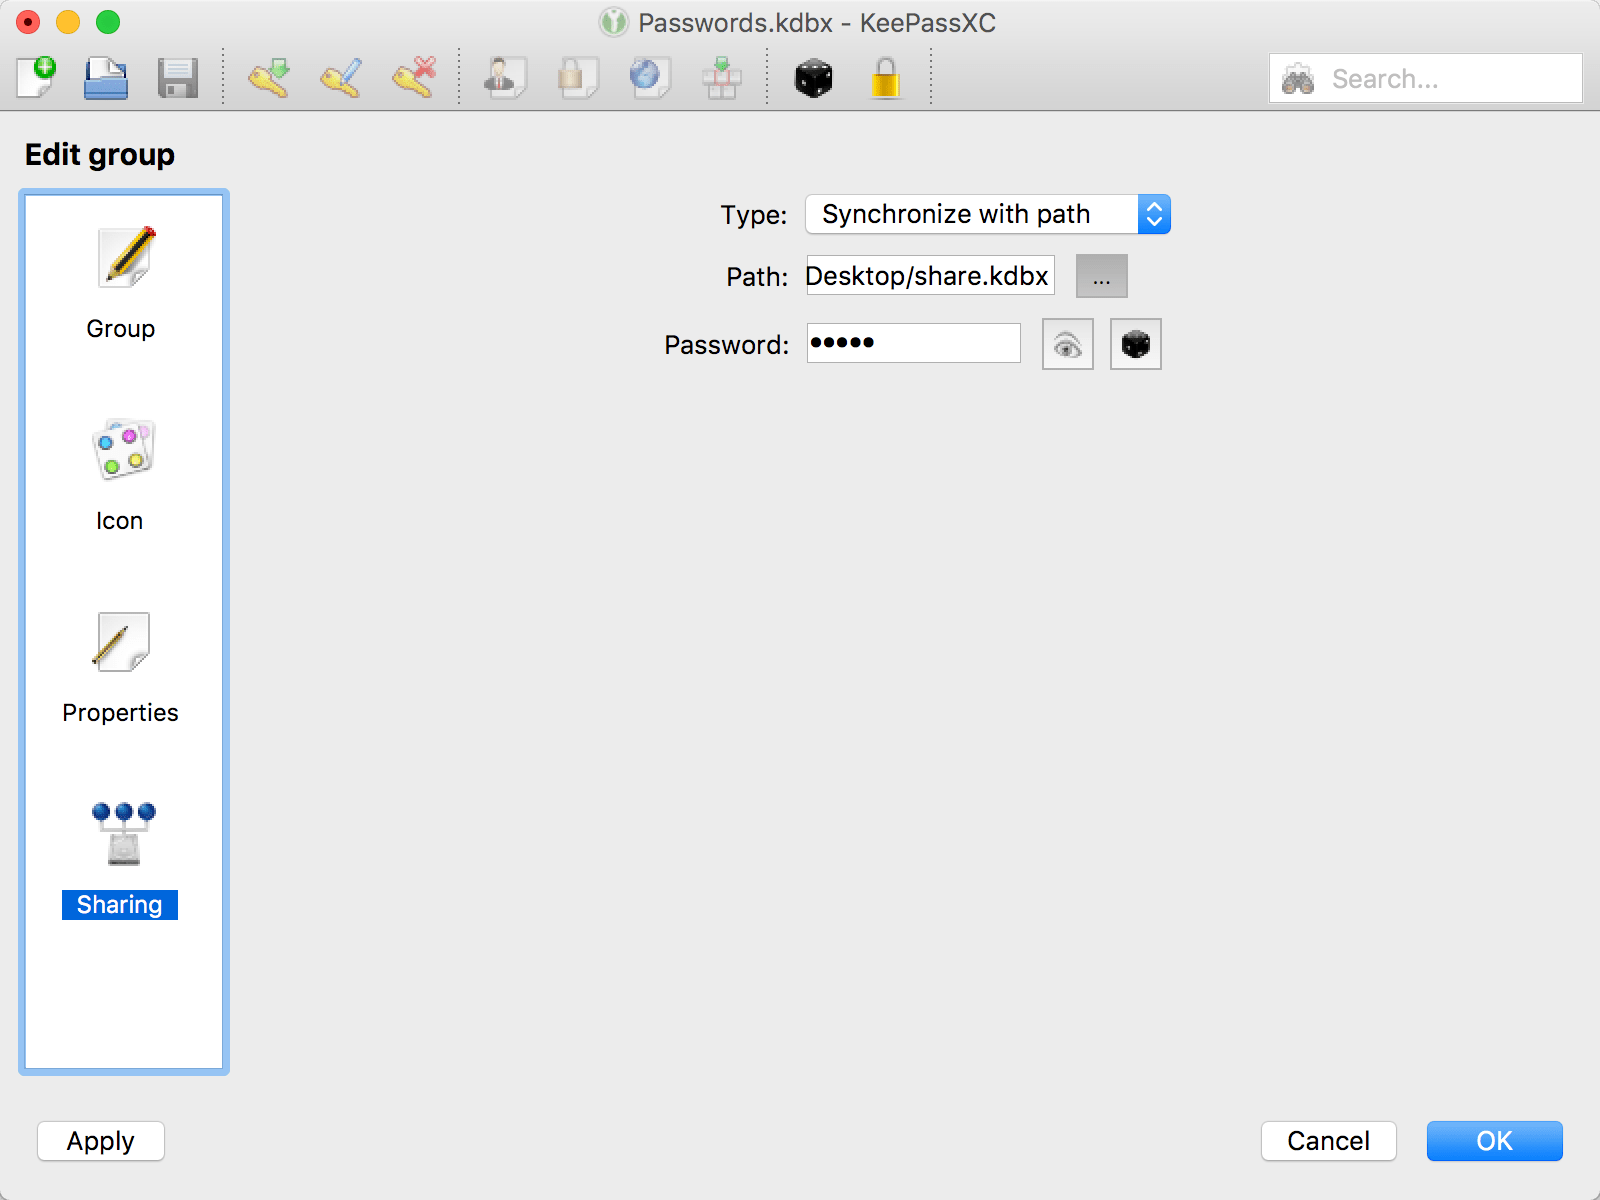 Passwords.kdbx - KeePassXC
Search...
Edit group
Group
Icon
Properties
Sharing
Type: Synchronize with path
Path: Desktop/share.kdbx ...
Password: •••••
Apply
Cancel
OK